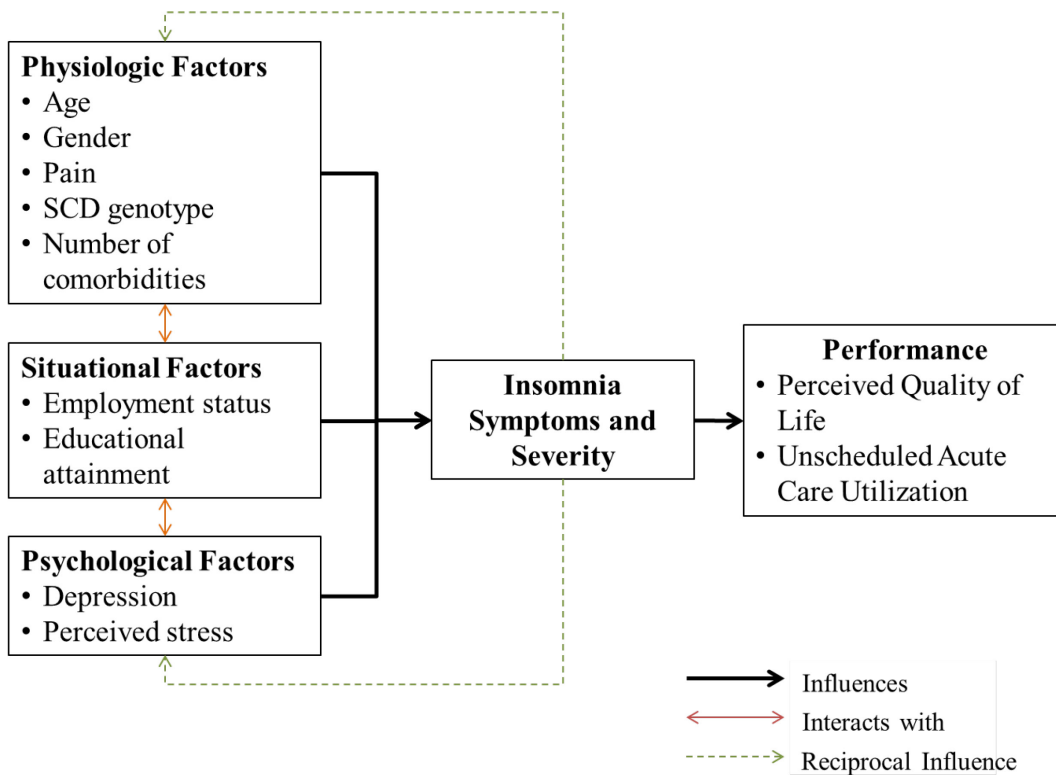 Physiologic Factors
• Age
• Gender
• Pain
• SCD genotype
• Number of
comorbidities
Situational Factors
• Employment status
• Educational
attainment
Psychological Factors
• Depression
• Perceived stress
Insomnia
Symptoms and
Severity
Performance
• Perceived Quality of
Life
• Unscheduled Acute
Care Utilization
Influences
Interacts with
Reciprocal Influence